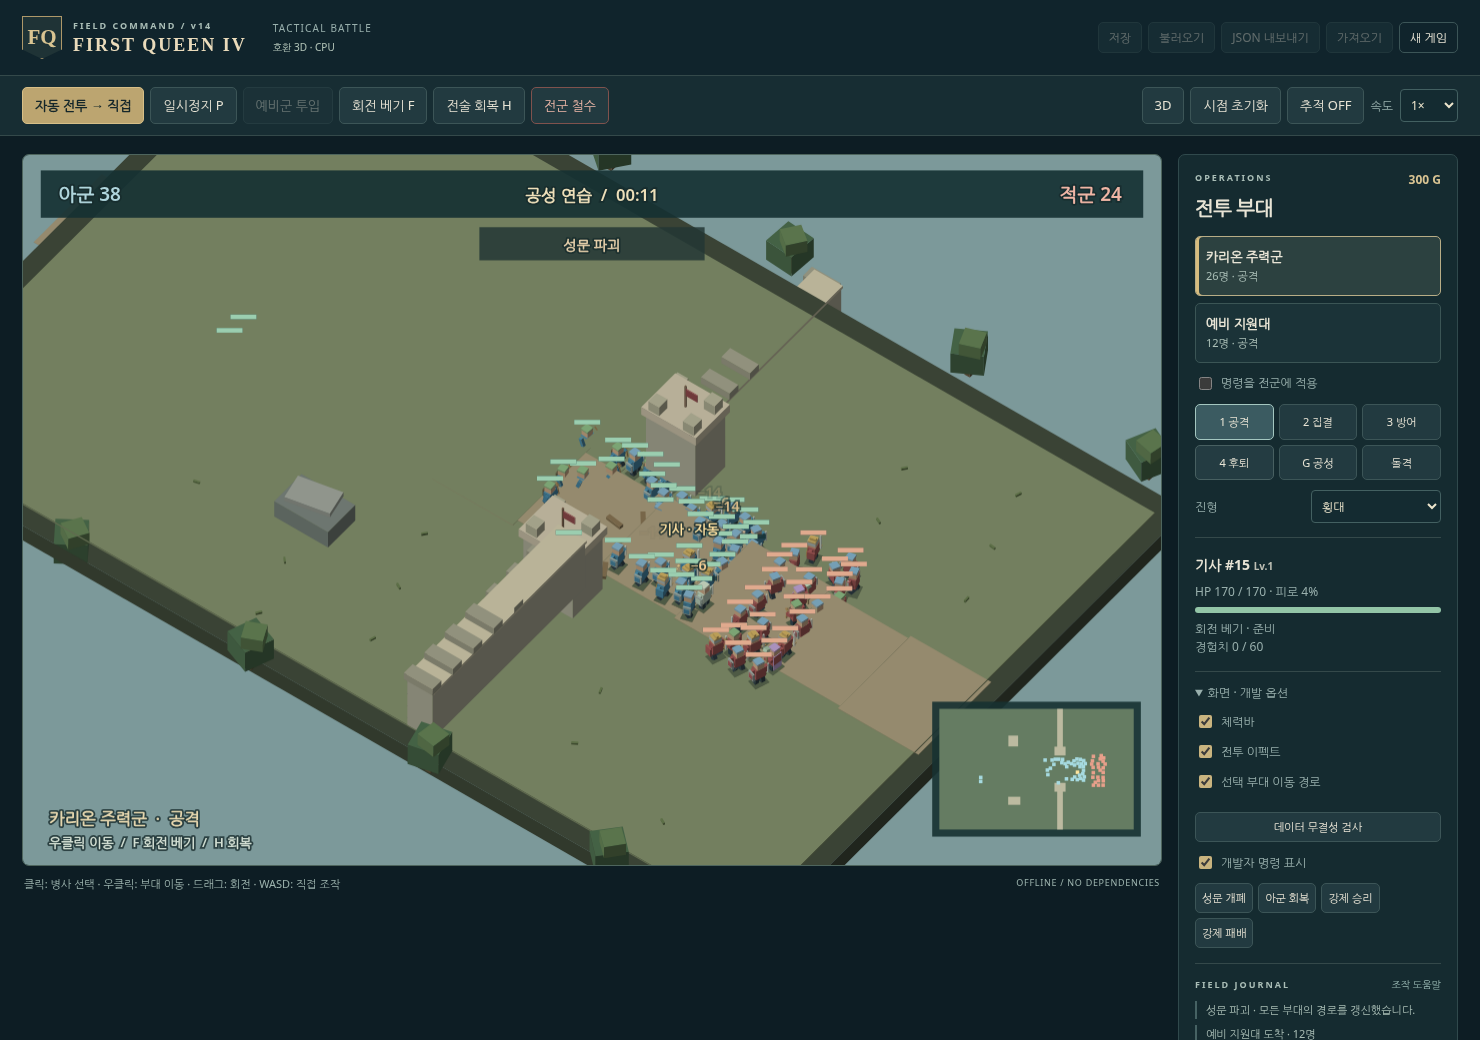 FQ
FIELD COMMAND / v14
FIRST QUEEN IV
TACTICAL BATTLE
호환 3D · CPU
저장
불러오기
JSON 내보내기
가져오기
새 게임
자동 전투 → 직접
일시정지 P
예비군 투입
회전 베기 F
전술 회복 H
전군 철수
3D
시점 초기화
추적 OFF
속도
1×
아군 38
공성 연습 / 00:11
적군 24
성문 파괴
-14
기사 · 자동
-6
카리온 주력군 · 공격
우클릭 이동 / F 회전 베기 / H 회복
클릭: 병사 선택 · 우클릭: 부대 이동 · 드래그: 회전 · WASD: 직접 조작
OFFLINE / NO DEPENDENCIES
OPERATIONS
300 G
전투 부대
카리온 주력군
26명 · 공격
예비 지원대
12명 · 공격
명령을 전군에 적용
1 공격
2 집결
3 방어
4 후퇴
G 공성
돌격
진형
횡대
기사 #15 Lv.1
HP 170 / 170 · 피로 4%
회전 베기 · 준비
경험치 0 / 60
▼ 화면 · 개발 옵션
체력바
전투 이펙트
선택 부대 이동 경로
데이터 무결성 검사
개발자 명령 표시
성문 개폐
아군 회복
강제 승리
강제 패배
FIELD JOURNAL
조작 도움말
성문 파괴 · 모든 부대의 경로를 갱신했습니다.
예비 지원대 도착 · 12명